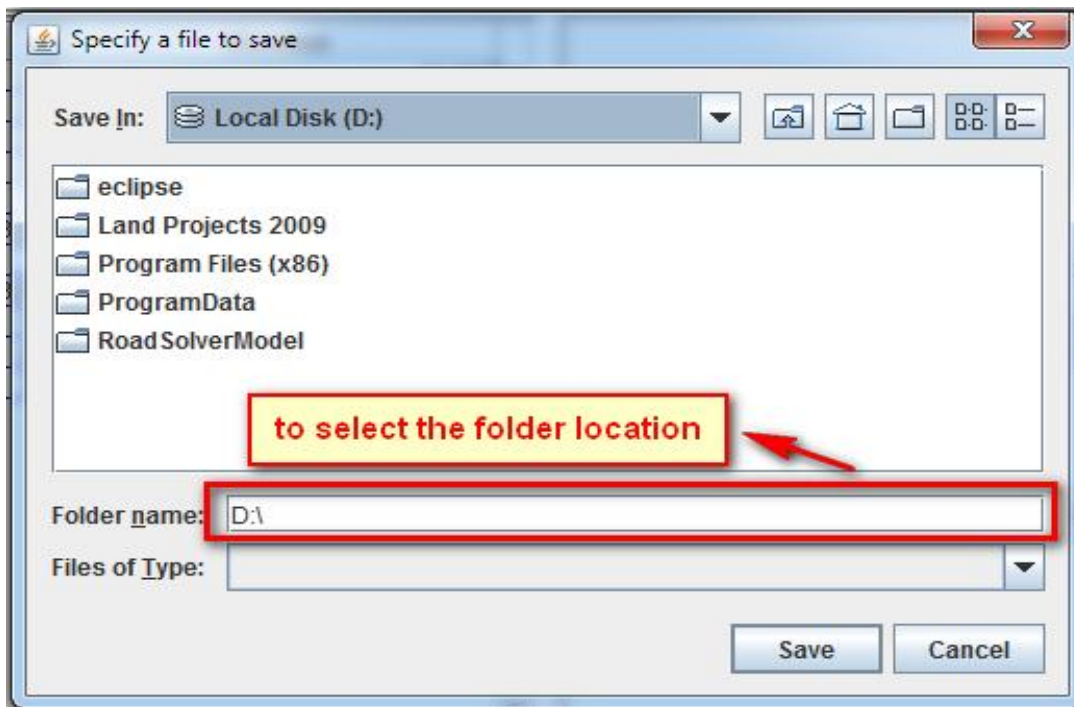 Specify a file to save
Save In: Local Disk (D:)
eclipse
Land Projects 2009
Program Files (x86)
ProgramData
RoadSolverModel
to select the folder location
Folder name: D:\
Files of Type:
Save Cancel